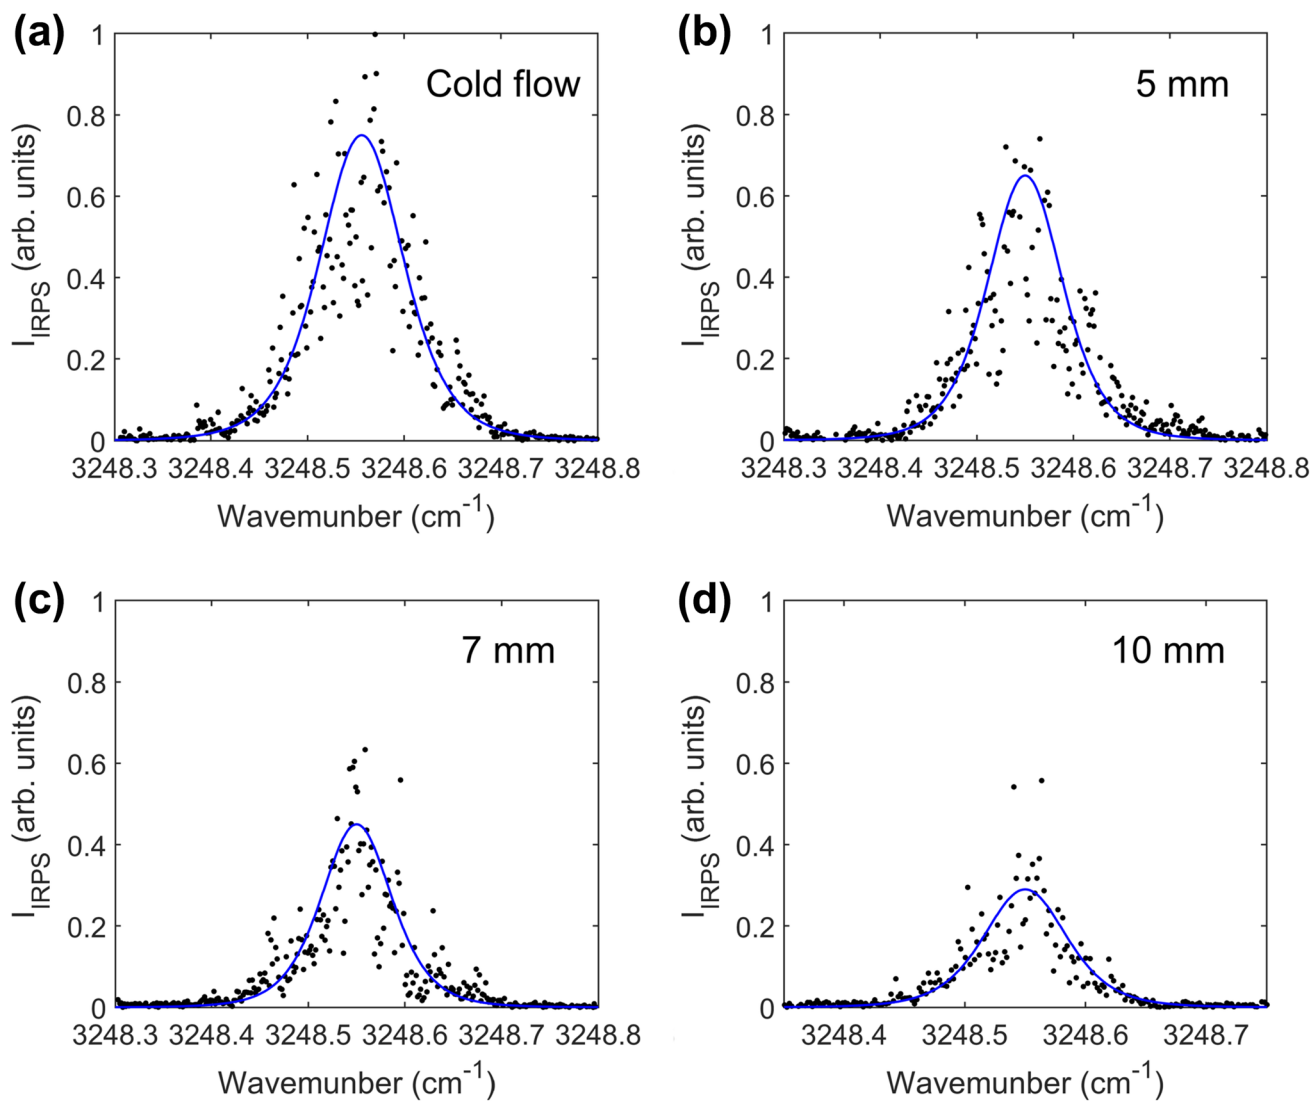 (a)
Cold flow
1
0.8
0.6
0.4
0.2
0
I_IRPS (arb. units)
3248.3 3248.4 3248.5 3248.6 3248.7 3248.8
Wavemunber (cm^-1)
(b)
5 mm
1
0.8
0.6
0.4
0.2
0
I_IRPS (arb. units)
3248.3 3248.4 3248.5 3248.6 3248.7 3248.8
Wavemunber (cm^-1)
(c)
7 mm
1
0.8
0.6
0.4
0.2
0
I_IRPS (arb. units)
3248.3 3248.4 3248.5 3248.6 3248.7 3248.8
Wavemunber (cm^-1)
(d)
10 mm
1
0.8
0.6
0.4
0.2
0
I_IRPS (arb. units)
3248.4 3248.5 3248.6 3248.7
Wavemunber (cm^-1)